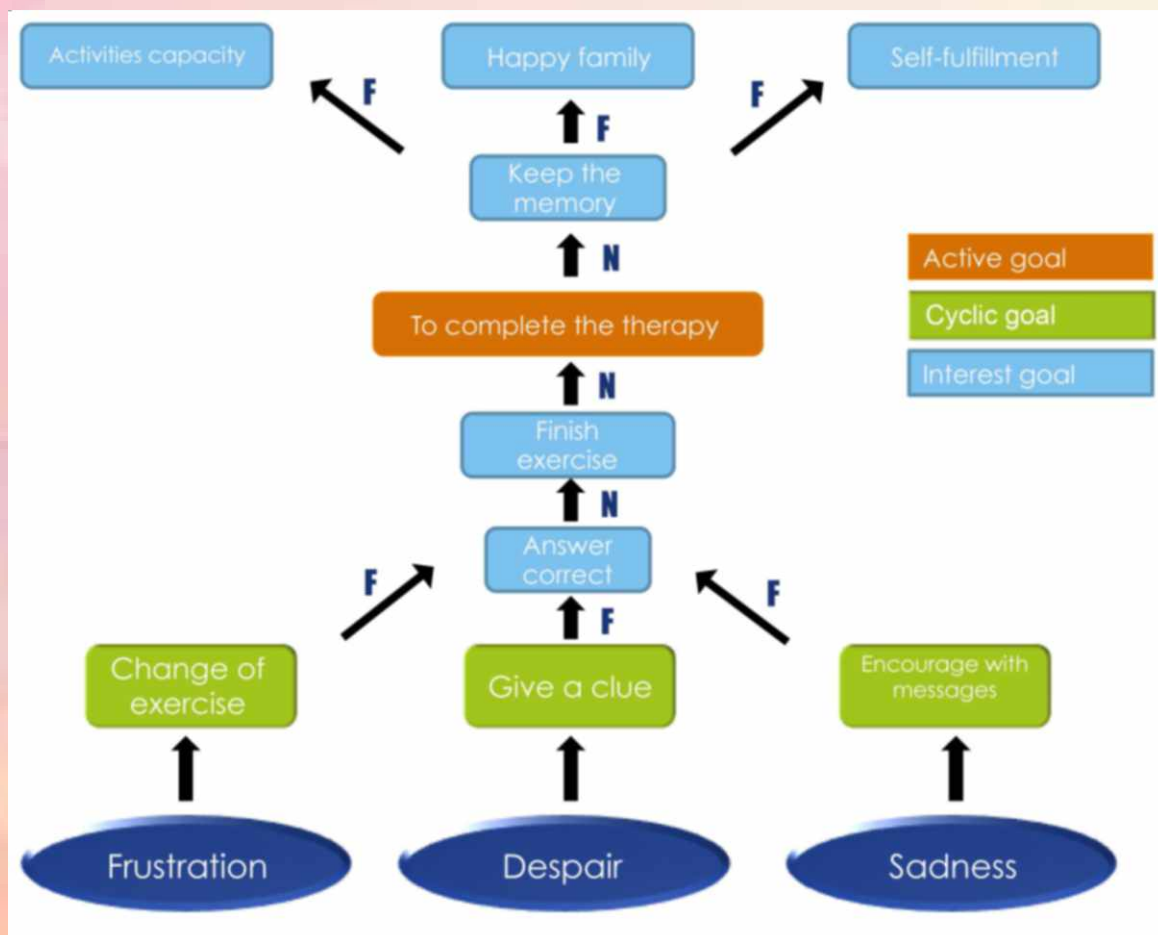 Activities capacity
Happy family
Self-fulfillment
F
F
F
Keep the
memory
N
Active goal
Cyclic goal
Interest goal
To complete the therapy
N
Finish
exercise
N
Answer
correct
F
F
F
Change of
exercise
Give a clue
Encourage with
messages
Frustration
Despair
Sadness